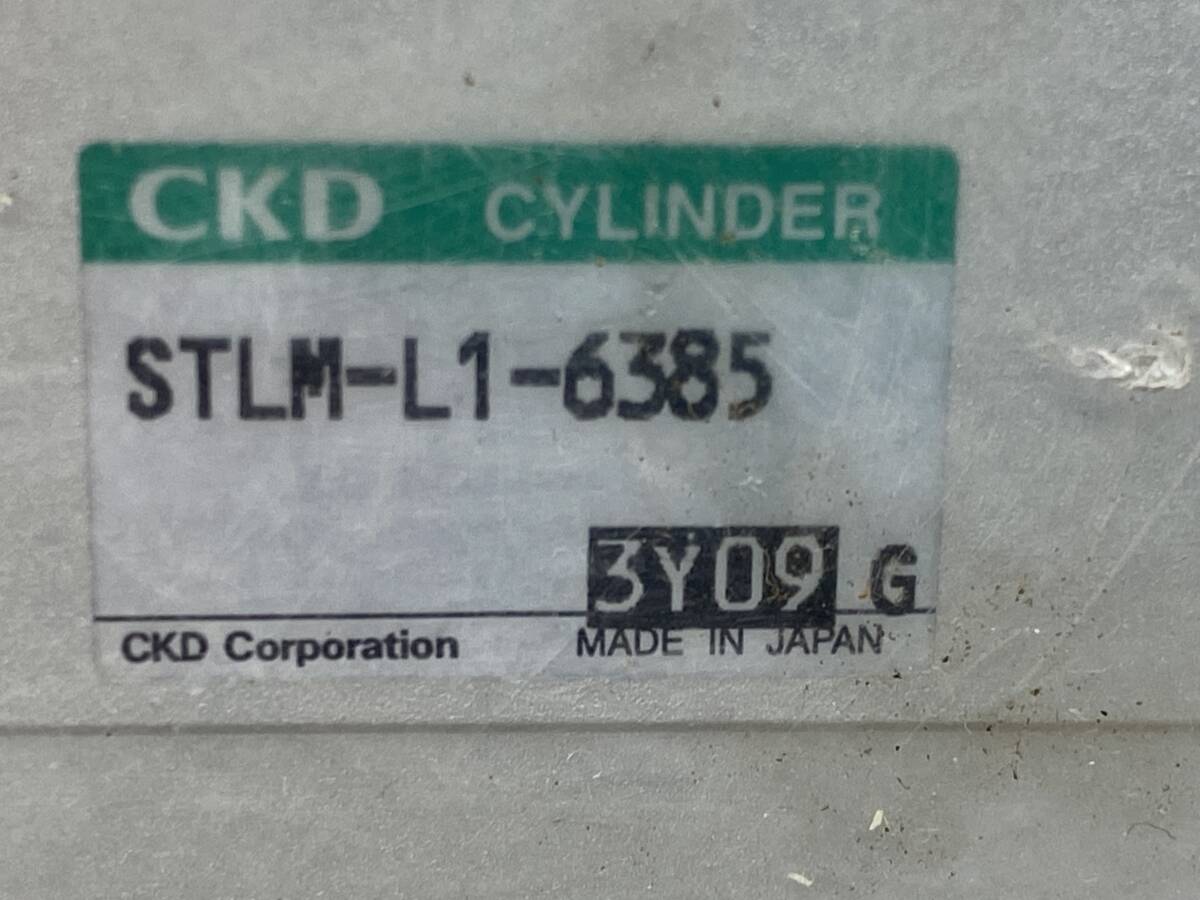 CKD CYLINDER
STLM-L1-6385
3Y09 G
CKD Corporation MADE IN JAPAN